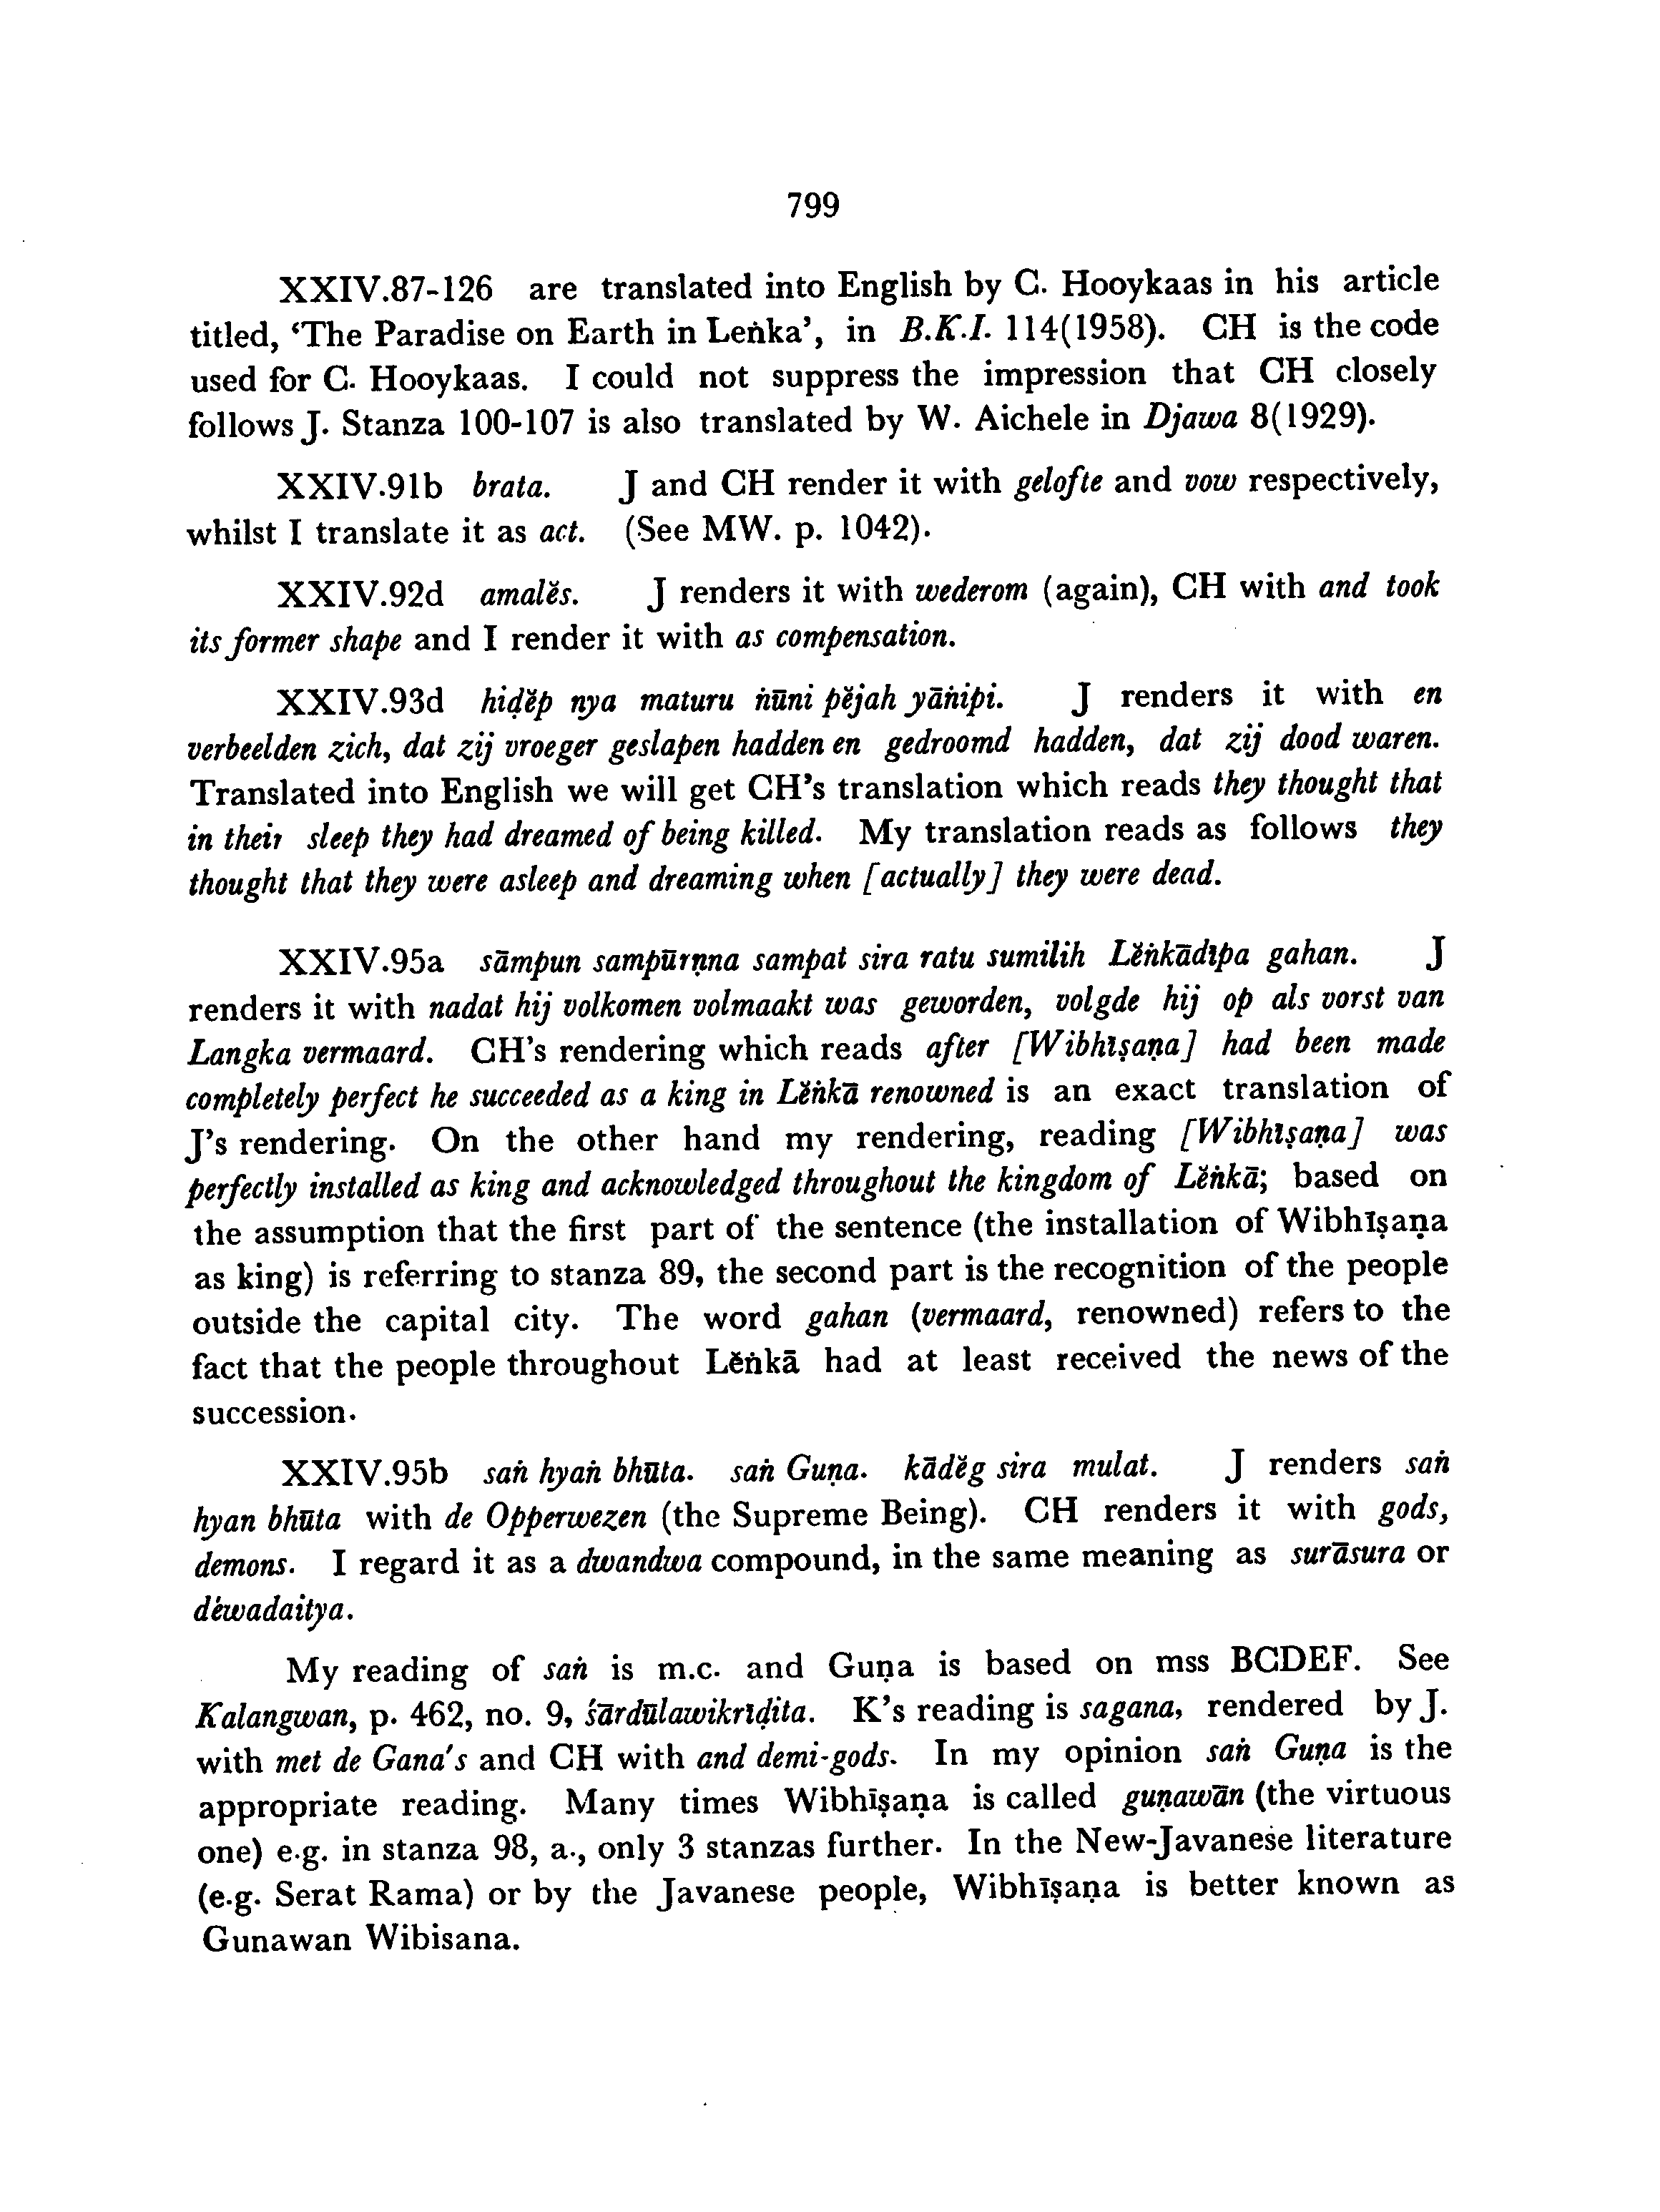 799
XXIV.87-126 are translated into English by C. Hooykaas in his article
titled, ‘The Paradise on Earth in Leṅka’, in B.K.I. 114(1958). CH is the code
used for C. Hooykaas. I could not suppress the impression that CH closely
follows J. Stanza 100-107 is also translated by W. Aichele in Djawa 8(1929).
XXIV.91b brata. J and CH render it with gelofte and vow respectively,
whilst I translate it as act. (See MW. p. 1042).
XXIV.92d amalĕs. J renders it with wederom (again), CH with and took
its former shape and I render it with as compensation.
XXIV.93d hiḍĕp nya maturu ṅūni pĕjah yāṅipi. J renders it with en
verbeelden zich, dat zij vroeger geslapen hadden en gedroomd hadden, dat zij dood waren.
Translated into English we will get CH’s translation which reads they thought that
in their sleep they had dreamed of being killed. My translation reads as follows they
thought that they were asleep and dreaming when [actually] they were dead.
XXIV.95a sāmpun sampūrṇna sampat sira ratu sumilih Lĕṅkādīpa gahan. J
renders it with nadat hij volkomen volmaakt was geworden, volgde hij op als vorst van
Langka vermaard. CH’s rendering which reads after [Wibhīṣaṇa] had been made
completely perfect he succeeded as a king in Lĕṅkā renowned is an exact translation of
J’s rendering. On the other hand my rendering, reading [Wibhīṣaṇa] was
perfectly installed as king and acknowledged throughout the kingdom of Lĕṅkā; based on
the assumption that the first part of the sentence (the installation of Wibhīṣaṇa
as king) is referring to stanza 89, the second part is the recognition of the people
outside the capital city. The word gahan (vermaard, renowned) refers to the
fact that the people throughout Lĕṅkā had at least received the news of the
succession.
XXIV.95b saṅ hyaṅ bhūta. saṅ Guṇa. kādĕg sira mulat. J renders saṅ
hyan bhūta with de Opperwezen (the Supreme Being). CH renders it with gods,
demons. I regard it as a dwandwa compound, in the same meaning as surāsura or
déwadaitya.
My reading of saṅ is m.c. and Guṇa is based on mss BCDEF. See
Kalangwan, p. 462, no. 9, śārdūlawikrīḍita. K’s reading is sagana, rendered by J.
with met de Gana's and CH with and demi-gods. In my opinion saṅ Guṇa is the
appropriate reading. Many times Wibhīṣaṇa is called guṇawān (the virtuous
one) e.g. in stanza 98, a., only 3 stanzas further. In the New-Javanese literature
(e.g. Serat Rama) or by the Javanese people, Wibhīṣaṇa is better known as
Gunawan Wibisana.